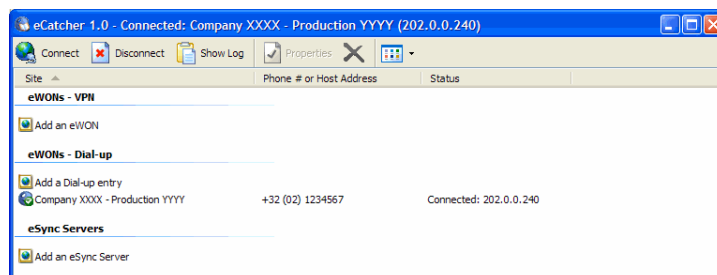 eCatcher 1.0 - Connected: Company XXXX - Production YYYY (202.0.0.240)
Connect Disconnect Show Log Properties
Site Phone # or Host Address Status
eWONs - VPN
Add an eWON
eWONs - Dial-up
Add a Dial-up entry
Company XXXX - Production YYYY +32 (02) 1234567 Connected: 202.0.0.240
eSync Servers
Add an eSync Server